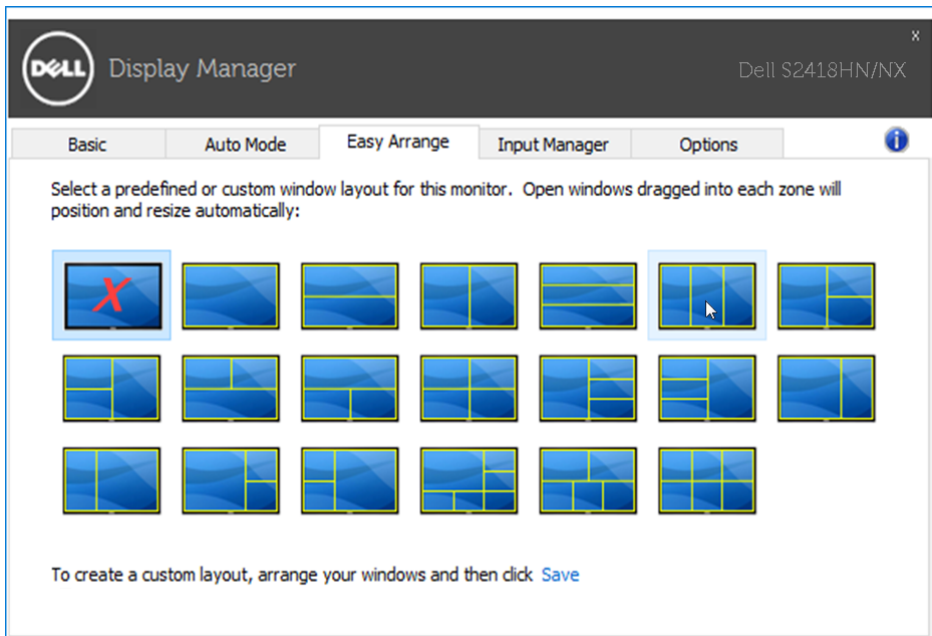 x
DELL
Display Manager
Dell S2418HN/NX
Basic
Auto Mode
Easy Arrange
Input Manager
Options
i
Select a predefined or custom window layout for this monitor. Open windows dragged into each zone will
position and resize automatically:
X
To create a custom layout, arrange your windows and then click Save